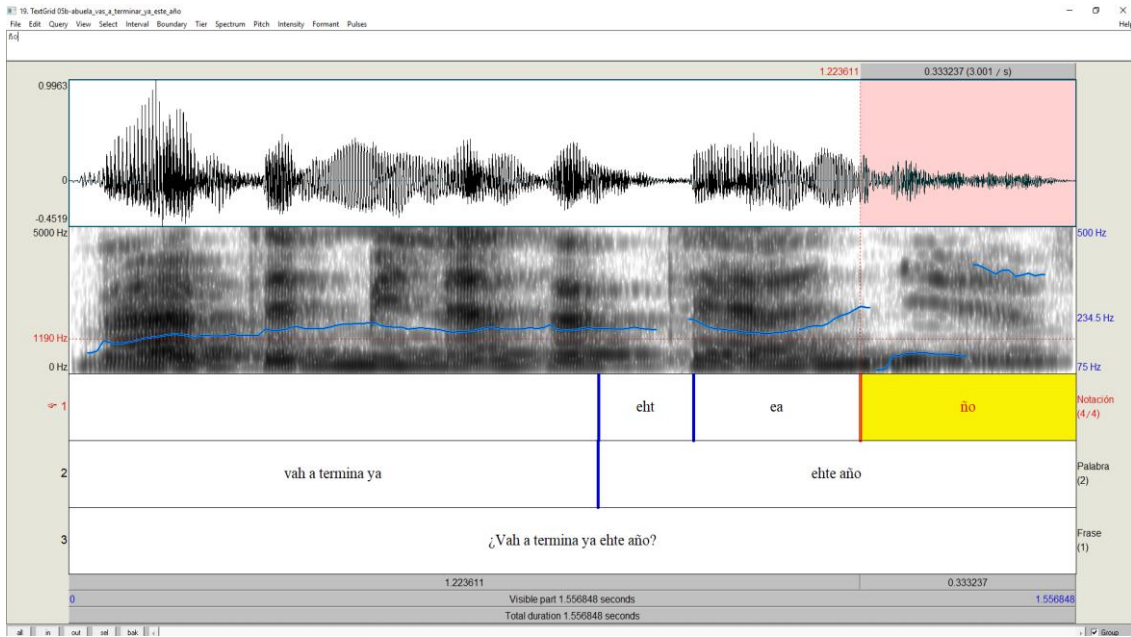 19. TextGrid 05b-abuela_vas_a_terminar_ya_este_año
File Edit Query View Select Interval Boundary Tier Spectrum Pitch Intensity Formant Pulses Help
ño
1.223611 0.333237 (3.001 / s)
0.9963
0
-0.4519
5000 Hz 500 Hz
234.5 Hz
1190 Hz
0 Hz 75 Hz
1 eht ea ño Notación (4/4)
2 vah a termina ya ehte año Palabra (2)
3 ¿Vah a termina ya ehte año? Frase (1)
1.223611 0.333237
0 Visible part 1.556848 seconds 1.556848
Total duration 1.556848 seconds
all in out sel bak Group